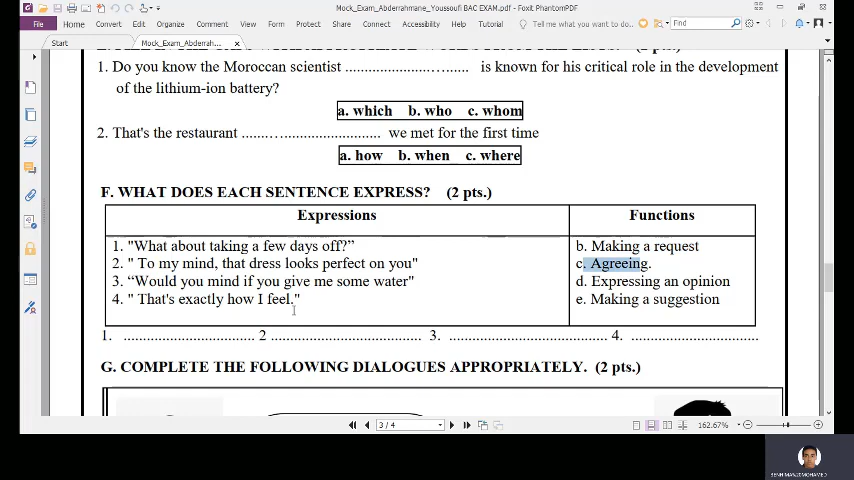 Mock_Exam_Abderrahmane_Youssoufi BAC EXAM.pdf - Foxit PhantomPDF
File Home Convert Edit Organize Comment View Form Protect Share Connect Accessibility Help Tutorial Tell me what you want to do... Find
Start Mock_Exam_Abderrah...
1. Do you know the Moroccan scientist ....................…...... is known for his critical role in the development
of the lithium-ion battery?
a. which b. who c. whom
2. That's the restaurant .......…........................ we met for the first time
a. how b. when c. where
F. WHAT DOES EACH SENTENCE EXPRESS? (2 pts.)
Expressions Functions
1. "What about taking a few days off?” b. Making a request
2. " To my mind, that dress looks perfect on you" c. Agreeing.
3. “Would you mind if you give me some water" d. Expressing an opinion
4. " That's exactly how I feel." e. Making a suggestion
1. ................................... 2 ........................................ 3. .......................................... 4. ..................................
G. COMPLETE THE FOLLOWING DIALOGUES APPROPRIATELY. (2 pts.)
3 / 4 162.67%